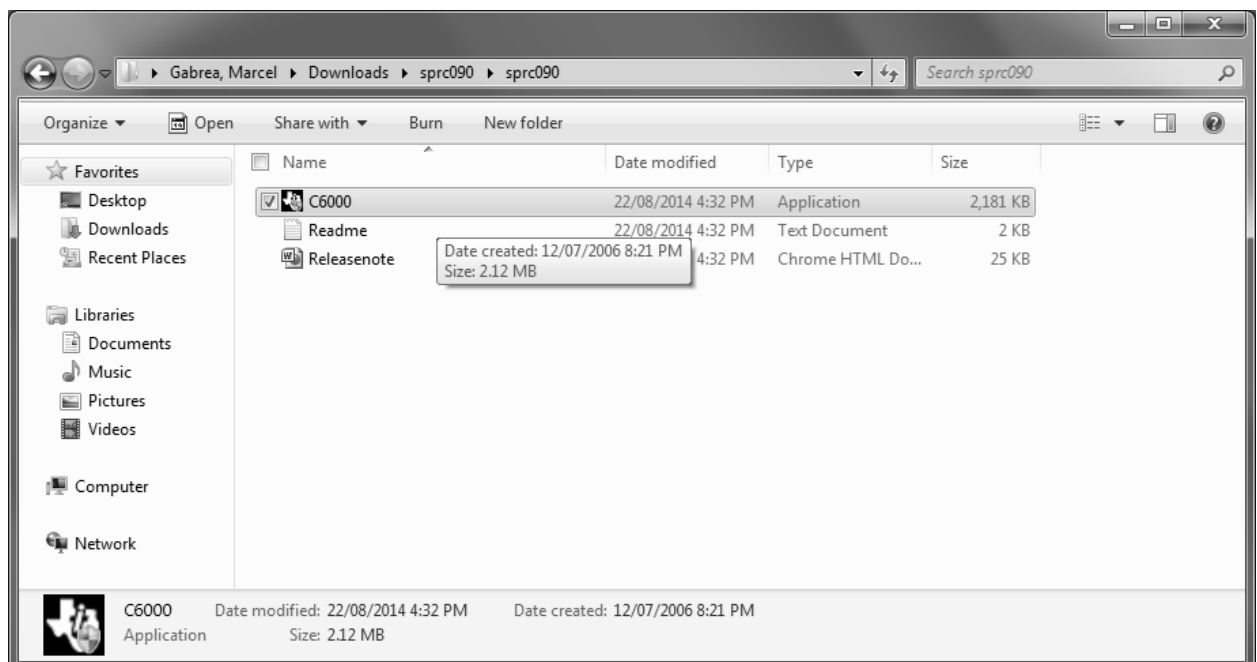 Gabrea, Marcel ▸ Downloads ▸ sprc090 ▸ sprc090
Search sprc090
Organize Open Share with Burn New folder
Name Date modified Type Size
Favorites
Desktop
Downloads
Recent Places
Libraries
Documents
Music
Pictures
Videos
Computer
Network
C6000 22/08/2014 4:32 PM Application 2,181 KB
Readme 22/08/2014 4:32 PM Text Document 2 KB
Releasenote 4:32 PM Chrome HTML Do... 25 KB
Date created: 12/07/2006 8:21 PM
Size: 2.12 MB
C6000 Date modified: 22/08/2014 4:32 PM Date created: 12/07/2006 8:21 PM
Application Size: 2.12 MB